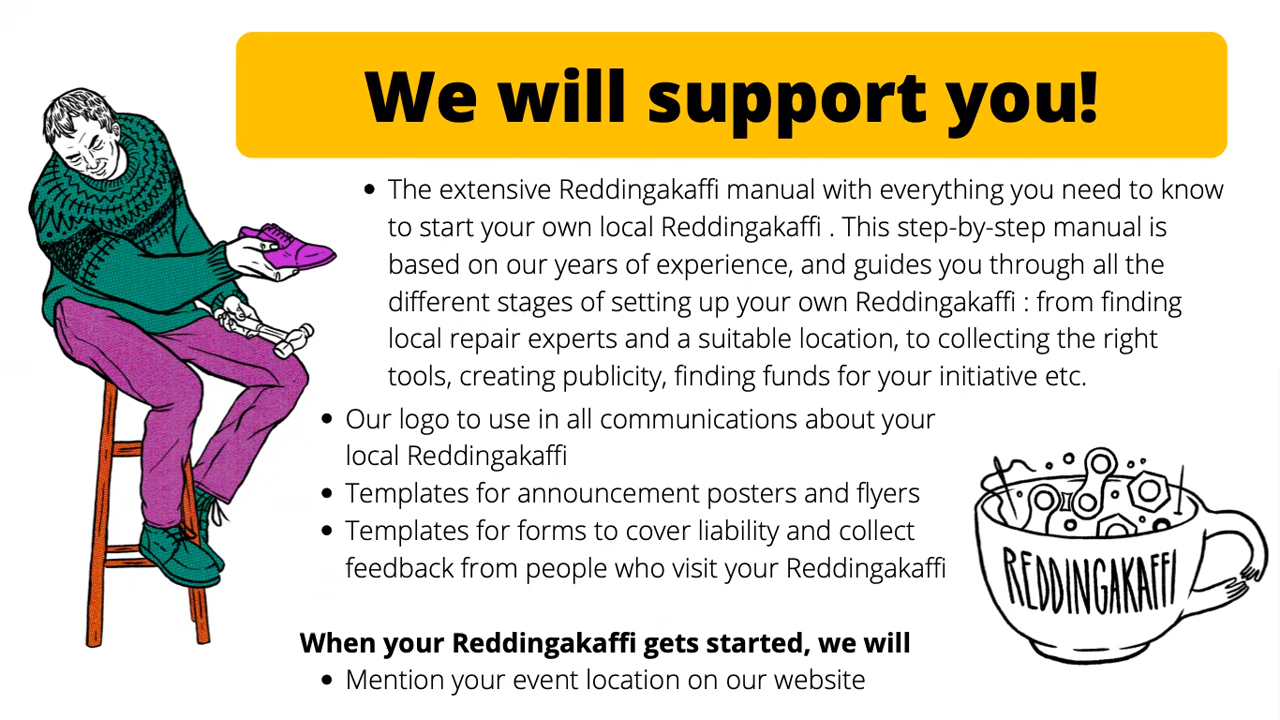 We will support you!
• The extensive Reddingakaffi manual with everything you need to know
to start your own local Reddingakaffi . This step-by-step manual is
based on our years of experience, and guides you through all the
different stages of setting up your own Reddingakaffi : from finding
local repair experts and a suitable location, to collecting the right
tools, creating publicity, finding funds for your initiative etc.
• Our logo to use in all communications about your
local Reddingakaffi
• Templates for announcement posters and flyers
• Templates for forms to cover liability and collect
feedback from people who visit your Reddingakaffi
REDDINGAKAFFI
When your Reddingakaffi gets started, we will
• Mention your event location on our website